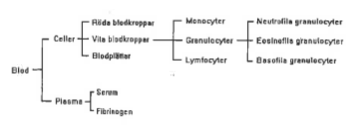 Röda blodkroppar
Monocyter
Neutrofila granulocyter
Celler
Vita blodkroppar
Granulocyter
Eosinofila granulocyter
Blodplättar
Lymfocyter
Basofila granulocyter
Blod
Serum
Plasma
Fibrinogen